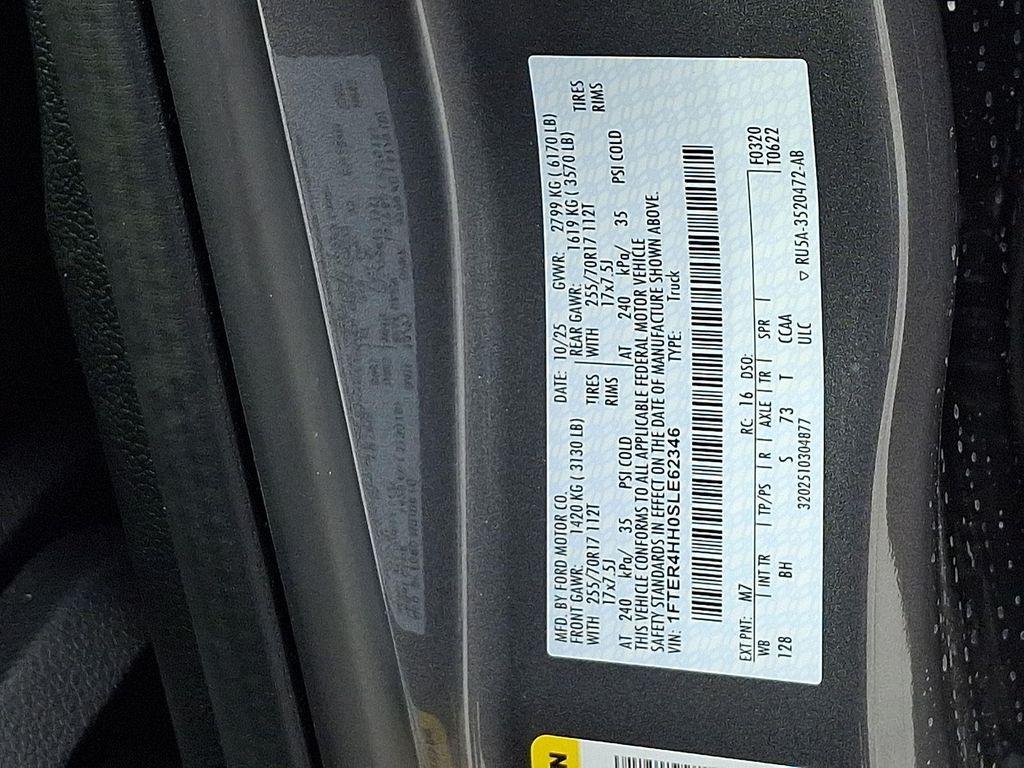 MFD. BY FORD MOTOR CO. DATE: 10/25 GVWR: 2799 KG ( 6170 LB)
FRONT GAWR: 1420 KG ( 3130 LB) REAR GAWR: 1619 KG ( 3570 LB)
WITH 255/70R17 112T TIRES WITH 255/70R17 112T TIRES
17x7.5J RIMS 17x7.5J RIMS
AT 240 kPa/ 35 PSI COLD AT 240 kPa/ 35 PSI COLD
THIS VEHICLE CONFORMS TO ALL APPLICABLE FEDERAL MOTOR VEHICLE
SAFETY STANDARDS IN EFFECT ON THE DATE OF MANUFACTURE SHOWN ABOVE.
VIN: 1FTER4HH0SLE62346 TYPE: Truck
EXT PNT: M7 RC: 16 DSO: F0320
WB INT TR TP/PS R AXLE TR SPR T0622
128 BH S 73 T CCAA
ULC
3202510304877 RU5A-3520472-AB